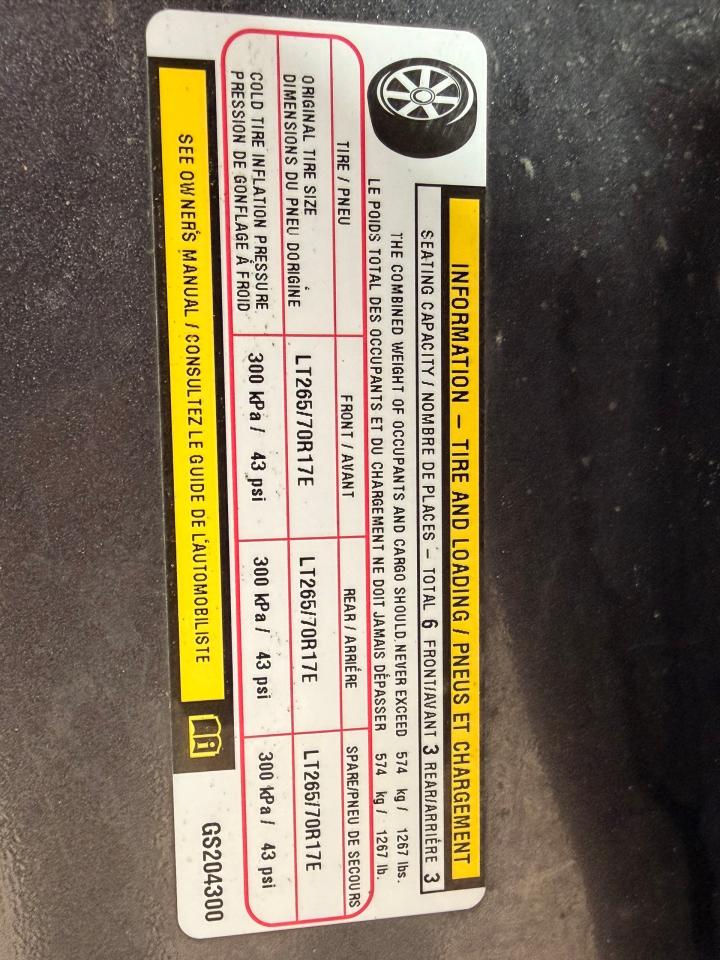 INFORMATION – TIRE AND LOADING / PNEUS ET CHARGEMENT
SEATING CAPACITY / NOMBRE DE PLACES – TOTAL 6 FRONT/AVANT 3 REAR/ARRIÈRE 3
THE COMBINED WEIGHT OF OCCUPANTS AND CARGO SHOULD NEVER EXCEED 574 kg / 1267 lbs.
LE POIDS TOTAL DES OCCUPANTS ET DU CHARGEMENT NE DOIT JAMAIS DÉPASSER 574 kg / 1267 lb.
TIRE / PNEU FRONT / AVANT REAR / ARRIÉRE SPARE/PNEU DE SECOURS
ORIGINAL TIRE SIZE
DIMENSIONS DU PNEU DORIGINE
LT265/70R17E LT265/70R17E LT265/70R17E
COLD TIRE INFLATION PRESSURE
PRESSION DE GONFLAGE À FROID
300 kPa / 43 psi 300 kPa / 43 psi 300 kPa / 43 psi
SEE OWNER'S MANUAL / CONSULTEZ LE GUIDE DE L'AUTOMOBILISTE
GS204300